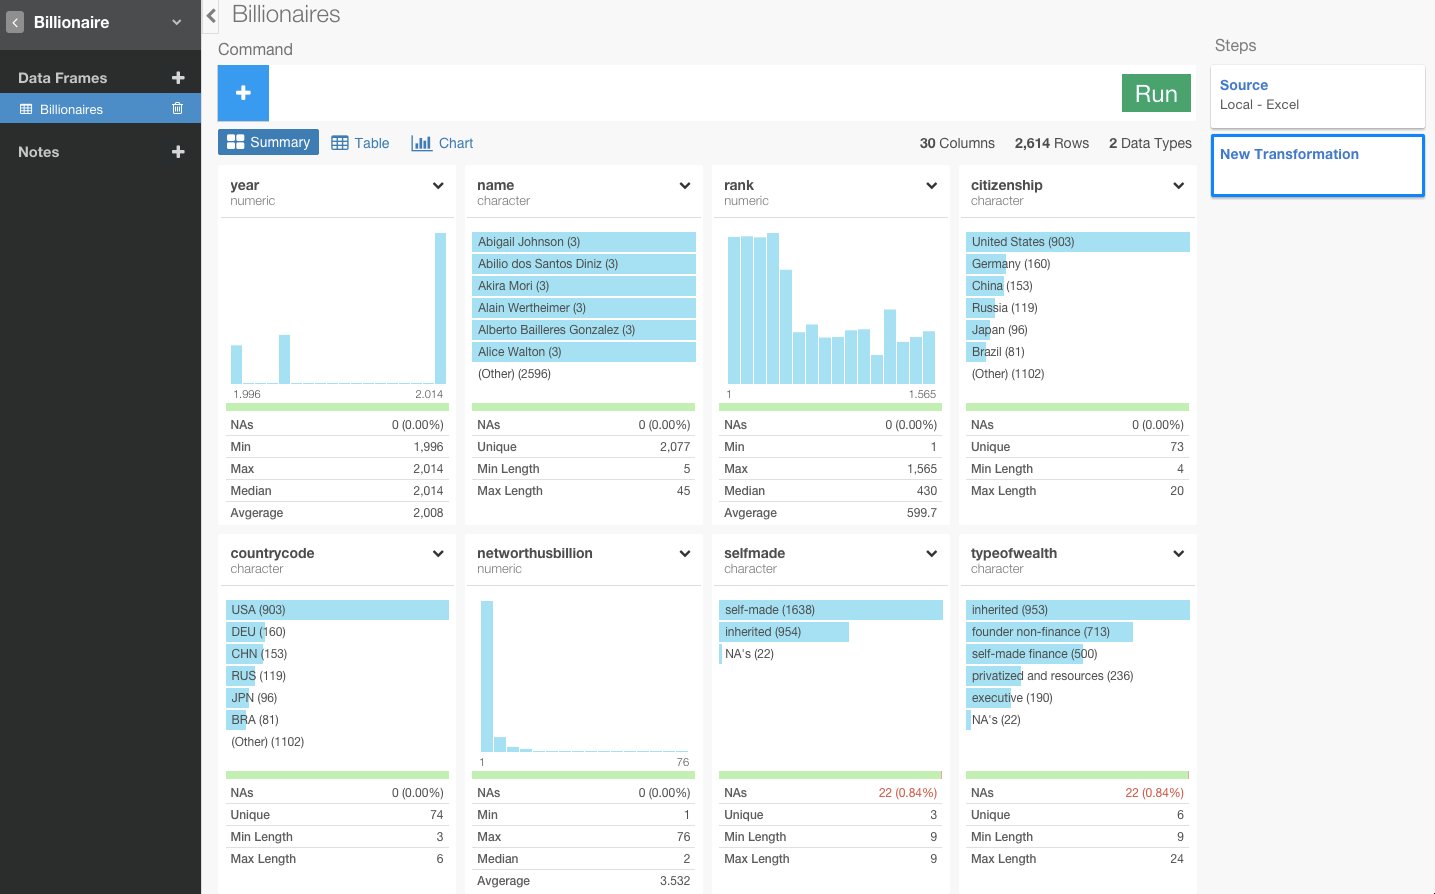 Billionaire
Data Frames
Billionaires
Notes
Billionaires
Command
Run
Summary
Table
Chart
30 Columns 2,614 Rows 2 Data Types
Steps
Source
Local - Excel
New Transformation
year
numeric
1.996 2.014
NAs 0 (0.00%)
Min 1,996
Max 2,014
Median 2,014
Avgerage 2,008
name
character
Abigail Johnson (3)
Abilio dos Santos Diniz (3)
Akira Mori (3)
Alain Wertheimer (3)
Alberto Bailleres Gonzalez (3)
Alice Walton (3)
(Other) (2596)
NAs 0 (0.00%)
Unique 2,077
Min Length 5
Max Length 45
rank
numeric
1 1.565
NAs 0 (0.00%)
Min 1
Max 1,565
Median 430
Avgerage 599.7
citizenship
character
United States (903)
Germany (160)
China (153)
Russia (119)
Japan (96)
Brazil (81)
(Other) (1102)
NAs 0 (0.00%)
Unique 73
Min Length 4
Max Length 20
countrycode
character
USA (903)
DEU (160)
CHN (153)
RUS (119)
JPN (96)
BRA (81)
(Other) (1102)
NAs 0 (0.00%)
Unique 74
Min Length 3
Max Length 6
networthusbillion
numeric
1 76
NAs 0 (0.00%)
Min 1
Max 76
Median 2
Avgerage 3.532
selfmade
character
self-made (1638)
inherited (954)
NA's (22)
NAs 22 (0.84%)
Unique 3
Min Length 9
Max Length 9
typeofwealth
character
inherited (953)
founder non-finance (713)
self-made finance (500)
privatized and resources (236)
executive (190)
NA's (22)
NAs 22 (0.84%)
Unique 6
Min Length 9
Max Length 24